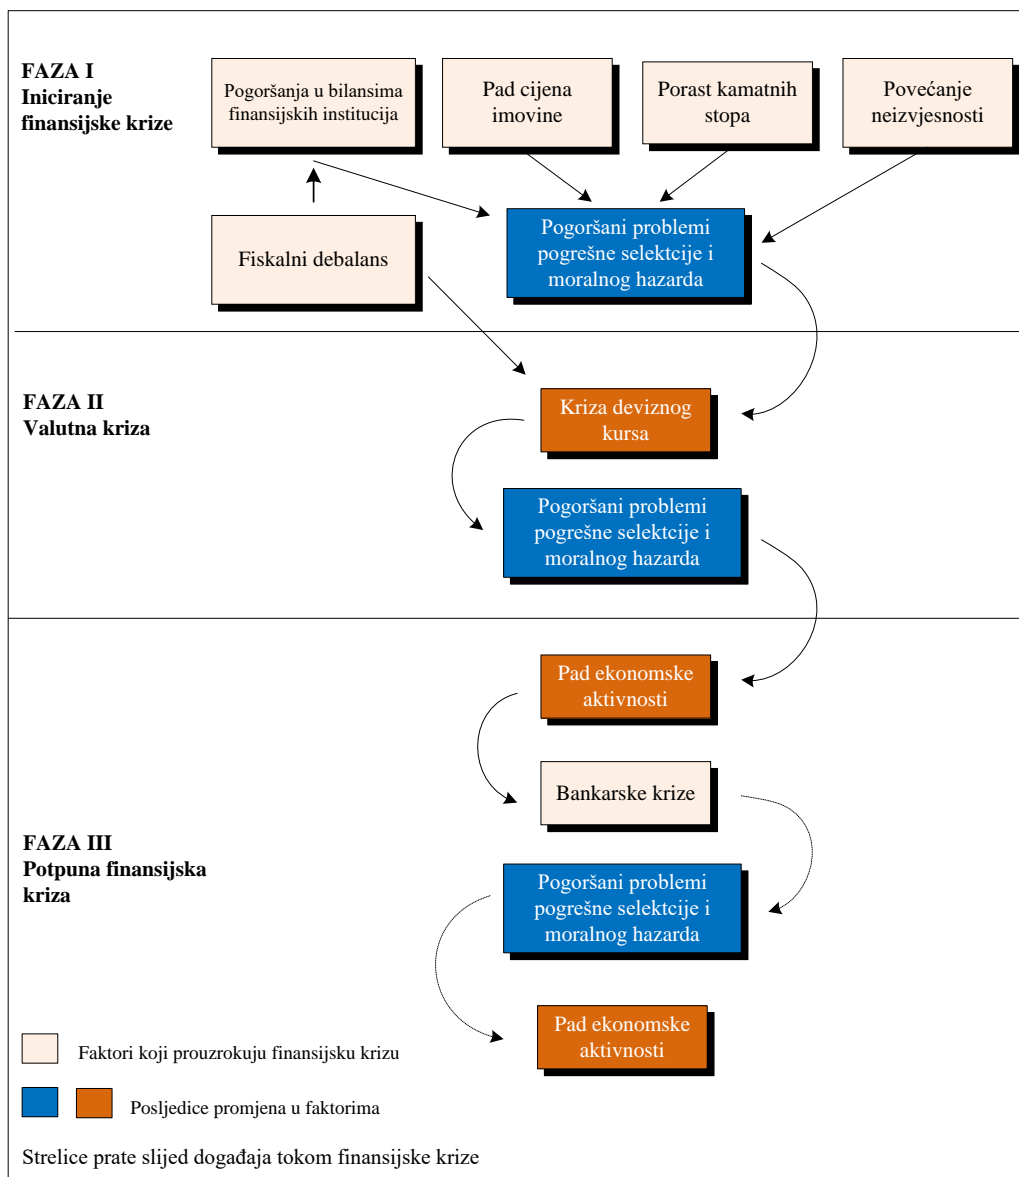 FAZA I
Iniciranje
finansijske krize
Pogoršanja u bilansima
finansijskih institucija
Pad cijena
imovine
Porast kamatnih
stopa
Povećanje
neizvjesnosti
Fiskalni debalans
Pogoršani problemi
pogrešne selektcije i
moralnog hazarda
FAZA II
Valutna kriza
Kriza deviznog
kursa
Pogoršani problemi
pogrešne selektcije i
moralnog hazarda
FAZA III
Potpuna finansijska
kriza
Pad ekonomske
aktivnosti
Bankarske krize
Pogoršani problemi
pogrešne selektcije i
moralnog hazarda
Pad ekonomske
aktivnosti
Faktori koji prouzrokuju finansijsku krizu
Posljedice promjena u faktorima
Strelice prate slijed događaja tokom finansijske krize